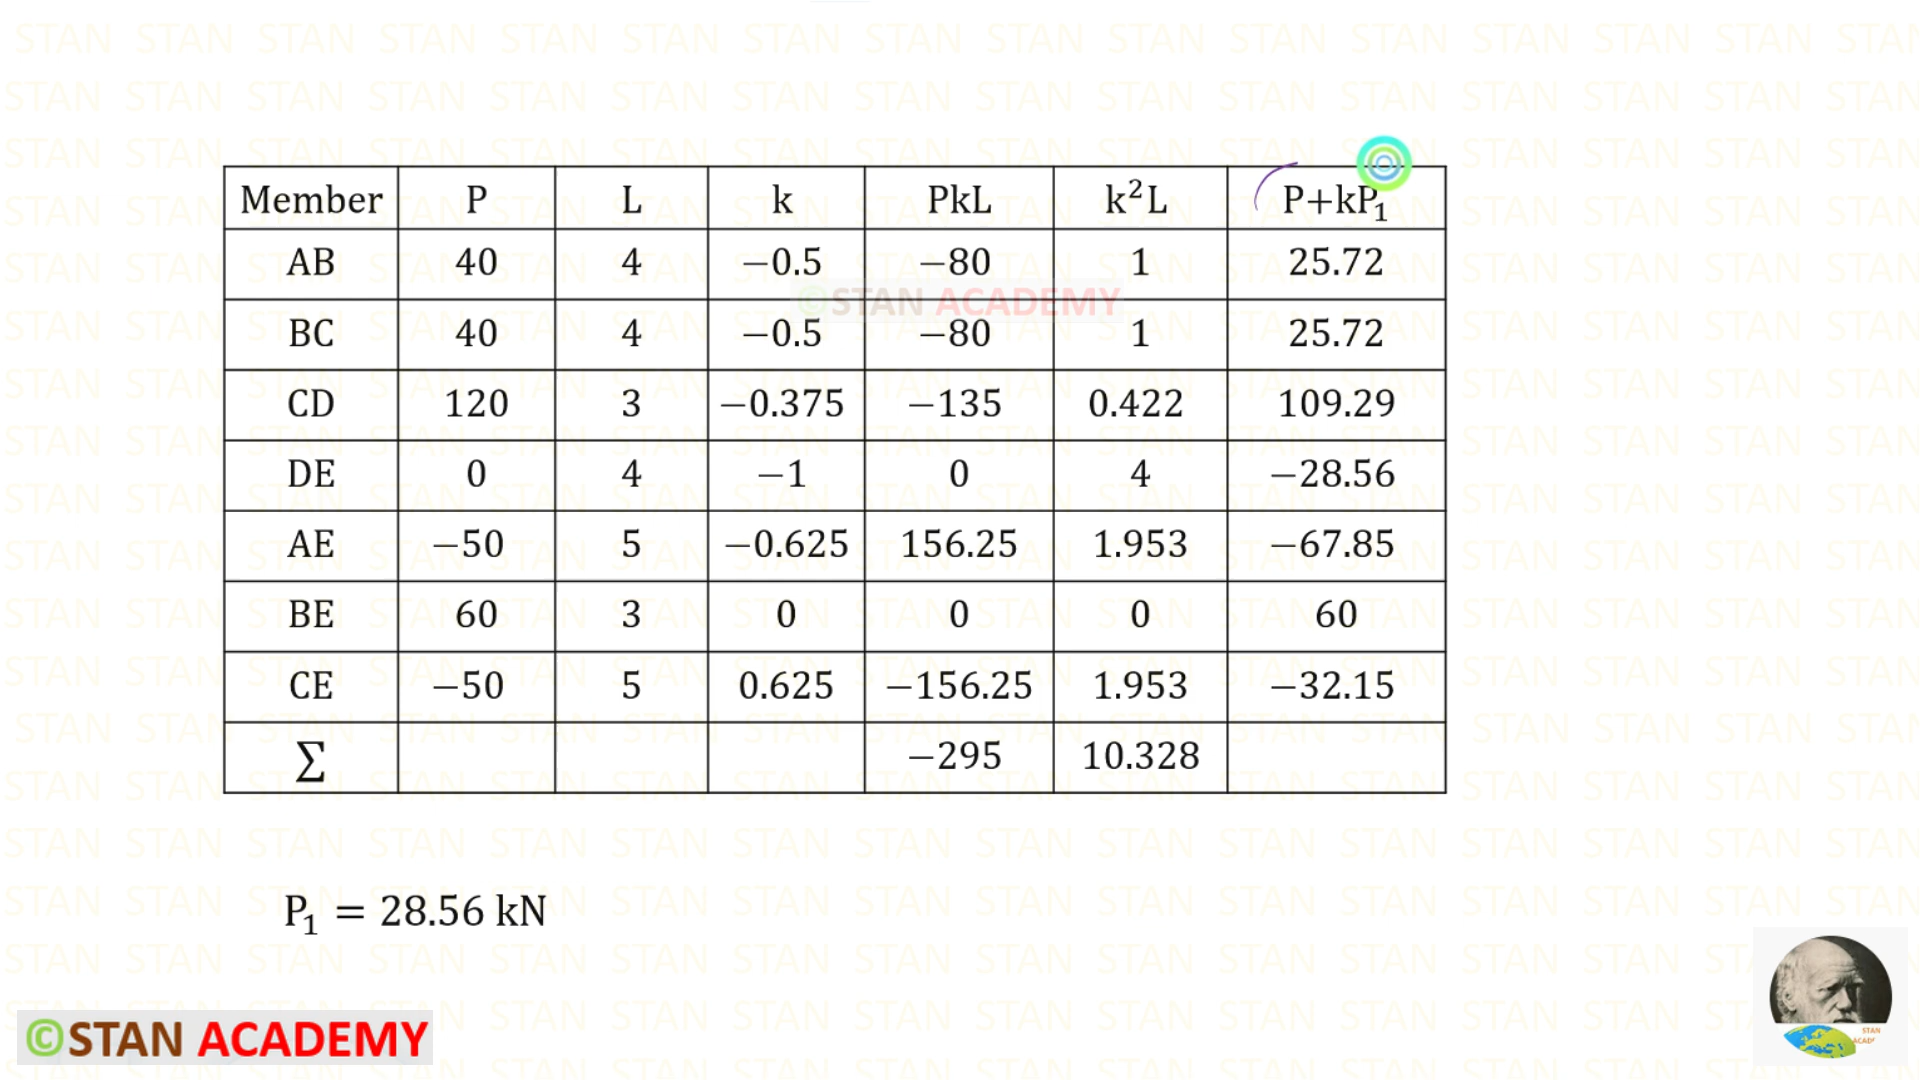 Member P L k PkL k²L P+kP₁
AB 40 4 −0.5 −80 1 25.72
©STAN ACADEMY
BC 40 4 −0.5 −80 1 25.72
CD 120 3 −0.375 −135 0.422 109.29
DE 0 4 −1 0 4 −28.56
AE −50 5 −0.625 156.25 1.953 −67.85
BE 60 3 0 0 0 60
CE −50 5 0.625 −156.25 1.953 −32.15
∑ −295 10.328
P₁ = 28.56 kN
©STAN ACADEMY
STAN